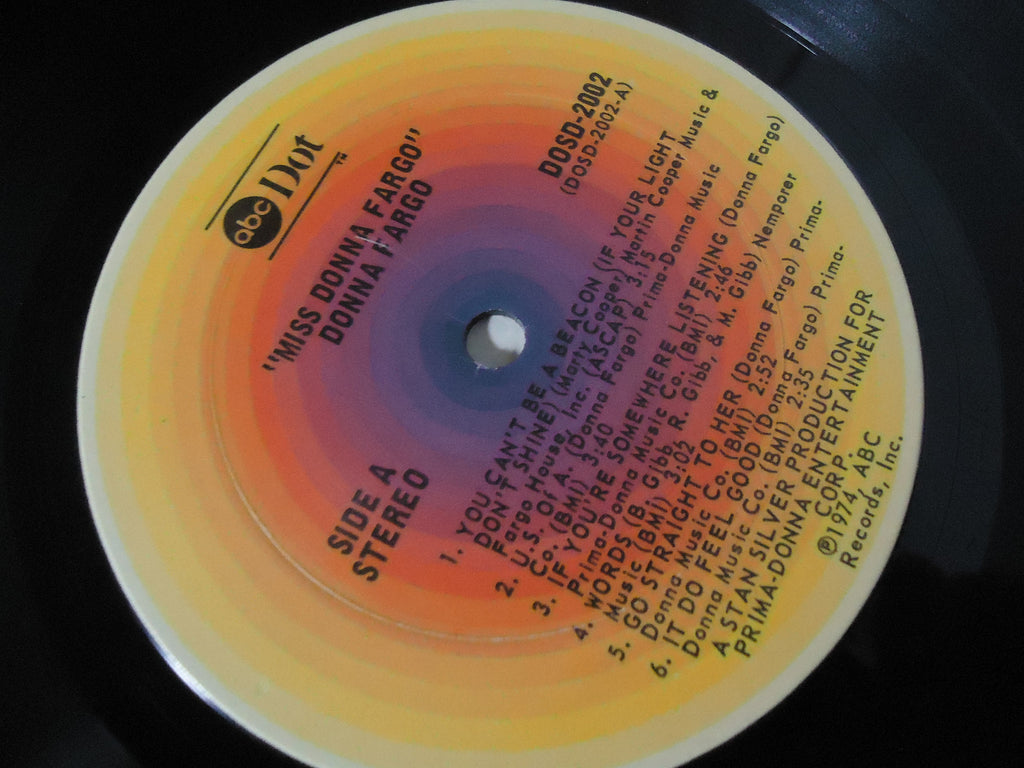 abc Dot TM
"MISS DONNA FARGO"
DONNA FARGO
SIDE A
STEREO
DOSD-2002
(DOSD-2002-A)
1. YOU CAN'T BE A BEACON (IF YOUR LIGHT
DON'T SHINE) (Marty Cooper) Martin Cooper Music &
Fargo House, Inc. (ASCAP) 3:15
2. U.S. Of A. (Donna Fargo) Prima-Donna Music
Co. (BMI) 3:40
3. IF YOU'RE SOMEWHERE LISTENING (Donna Fargo)
Prima-Donna Music Co. (BMI) 2:46
4. WORDS (B. Gibb, R. Gibb, & M. Gibb) Nemporer
Music (BMI) 3:06
5. GO STRAIGHT TO HER (Donna Fargo) Prima-
Donna Music Co. (BMI) 2:52
6. IT DO FEEL GOOD (Donna Fargo) Prima-
Donna Music Co. (BMI) 2:35
A STAN SILVER PRODUCTION FOR
PRIMA-DONNA ENTERTAINMENT
CORP.
℗1974, ABC
Records, Inc.